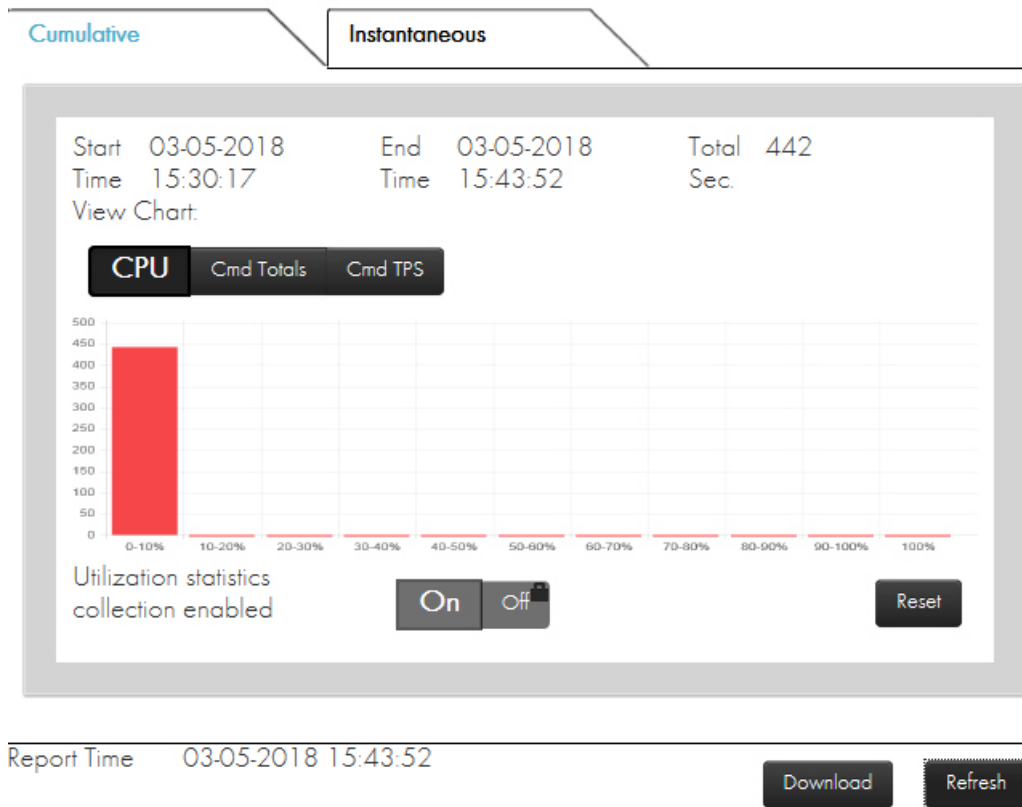 Cumulative Instantaneous
Start 03-05-2018 End 03-05-2018 Total 442
Time 15:30:17 Time 15:43:52 Sec.
View Chart:
CPU Cmd Totals Cmd TPS
500
450
400
350
300
250
200
150
100
50
0
0-10% 10-20% 20-30% 30-40% 40-50% 50-60% 60-70% 70-80% 80-90% 90-100% 100%
Utilization statistics
collection enabled On Off Reset
Report Time 03-05-2018 15:43:52
Download Refresh